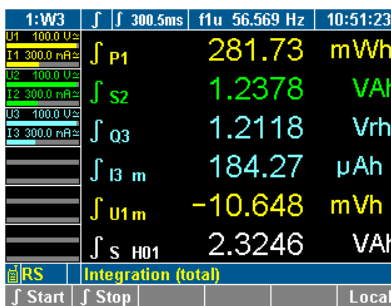 1:W3 ∫ ∫ 300.5ms f1u 56.569 Hz 10:51:23
U1 100.0 V≃
I1 300.0 mA≃
∫ P1 281.73 mWh
U2 100.0 V≃
I2 300.0 mA≃
∫ S2 1.2378 VAh
U3 100.0 V≃
I3 300.0 mA≃
∫ Q3 1.2118 Vrh
∫ I3 m 184.27 µAh
∫ U1 m -10.648 mVh
∫ S H01 2.3246 VAh
RS Integration (total)
∫ Start ∫ Stop Local